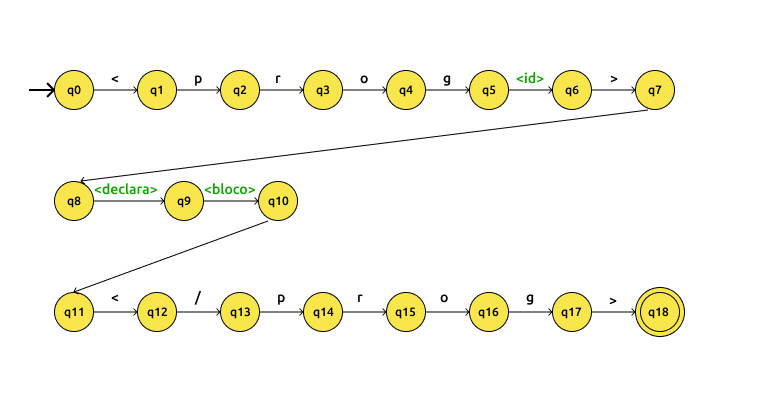 < p r o g <id> >
q0 q1 q2 q3 q4 q5 q6 q7
<declara> <bloco>
q8 q9 q10
< / p r o g >
q11 q12 q13 q14 q15 q16 q17 q18